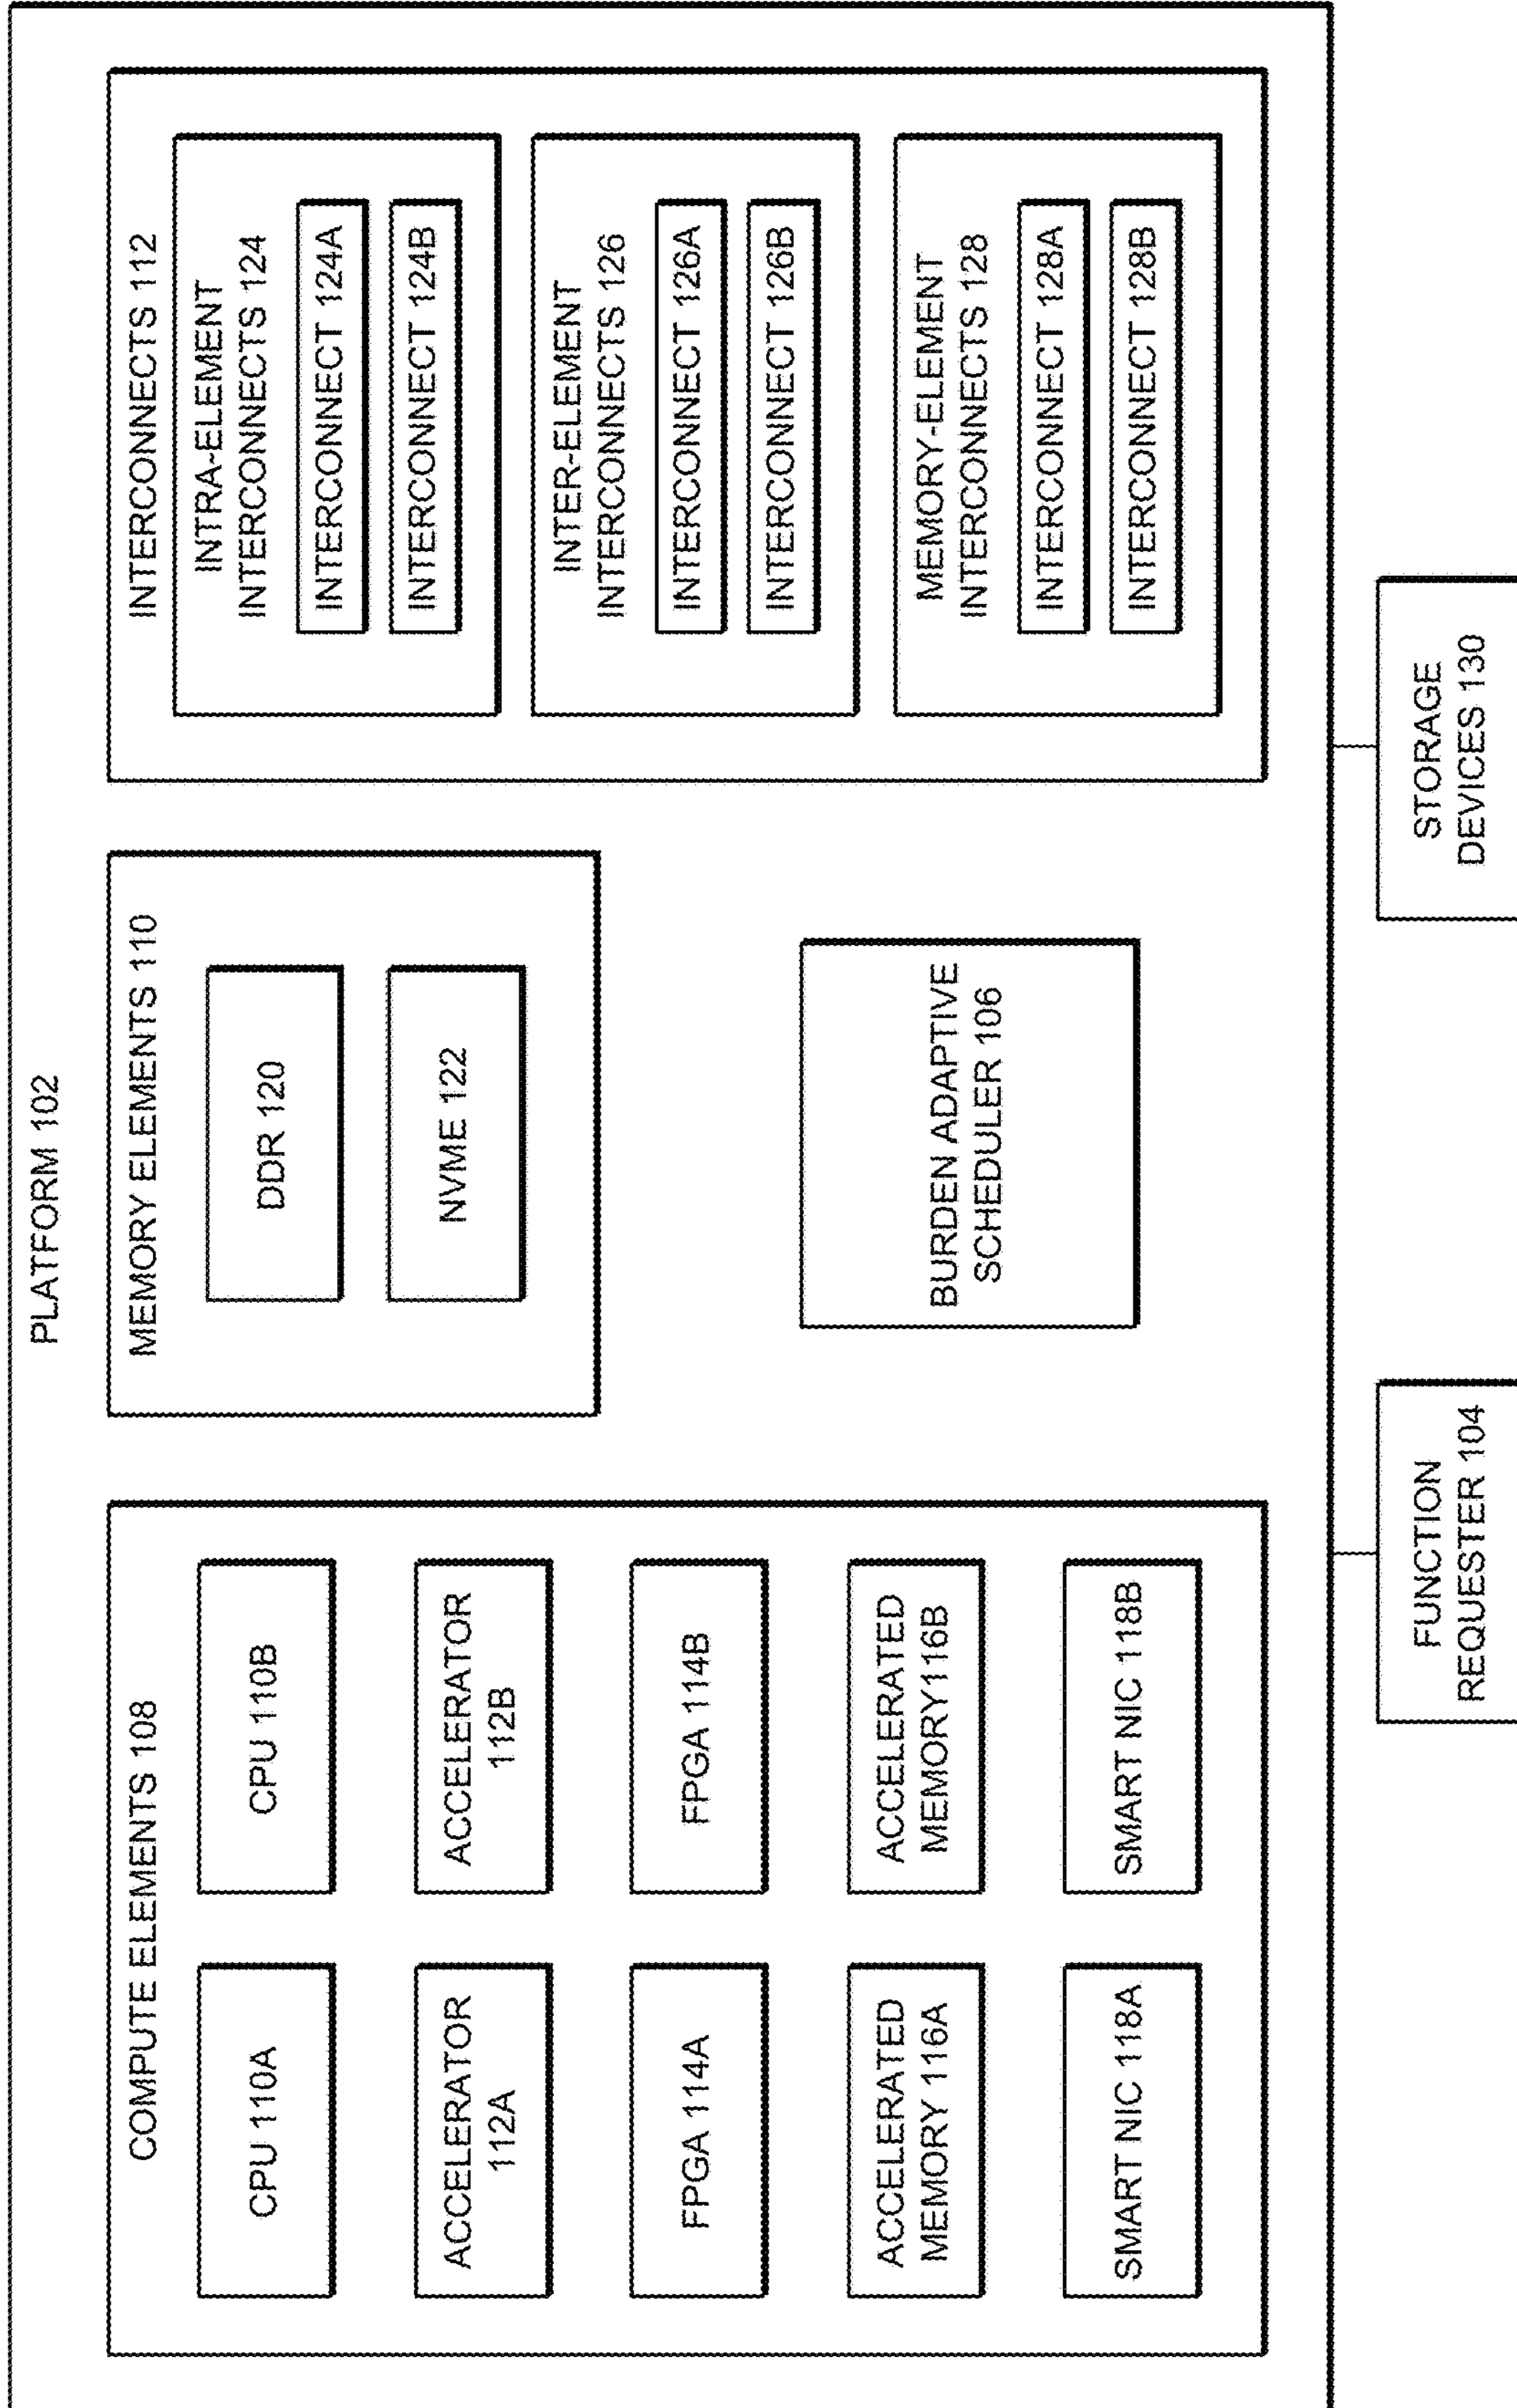 PLATFORM 102
COMPUTE ELEMENTS 108
CPU 110A
CPU 110B
ACCELERATOR
112A
ACCELERATOR
112B
FPGA 114A
FPGA 114B
ACCELERATED
MEMORY 116A
ACCELERATED
MEMORY116B
SMART NIC 118A
SMART NIC 118B
MEMORY ELEMENTS 110
DDR 120
NVME 122
BURDEN ADAPTIVE
SCHEDULER 106
INTERCONNECTS 112
INTRA-ELEMENT
INTERCONNECTS 124
INTERCONNECT 124A
INTERCONNECT 124B
INTER-ELEMENT
INTERCONNECTS 126
INTERCONNECT 126A
INTERCONNECT 126B
MEMORY-ELEMENT
INTERCONNECTS 128
INTERCONNECT 128A
INTERCONNECT 128B
FUNCTION
REQUESTER 104
STORAGE
DEVICES 130